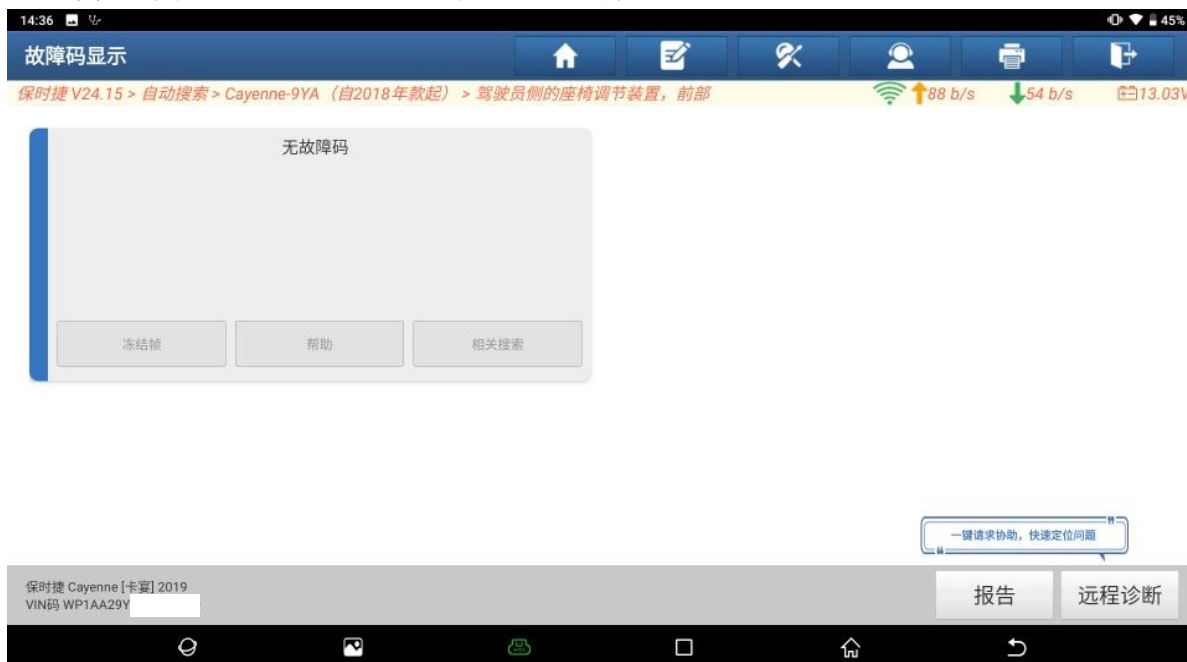 14:36 45%
故障码显示
保时捷 V24.15 > 自动搜索 > Cayenne-9YA（自2018年款起）> 驾驶员侧的座椅调节装置，前部 88 b/s 54 b/s 13.03V
无故障码
冻结帧 帮助 相关搜索
一键请求协助，快速定位问题
保时捷 Cayenne [卡宴] 2019
VIN码 WP1AA29Y
报告 远程诊断